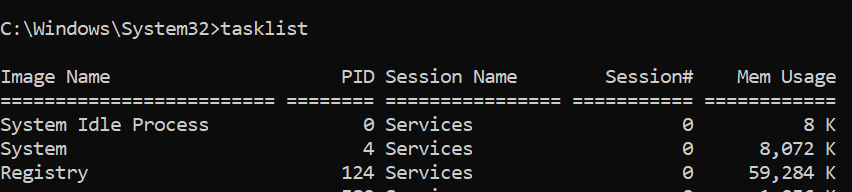 C:\Windows\System32>tasklist
Image Name                     PID Session Name        Session#    Mem Usage
========================= ======== ================ =========== ============
System Idle Process              0 Services                   0          8 K
System                           4 Services                   0      8,072 K
Registry                       124 Services                   0     59,284 K